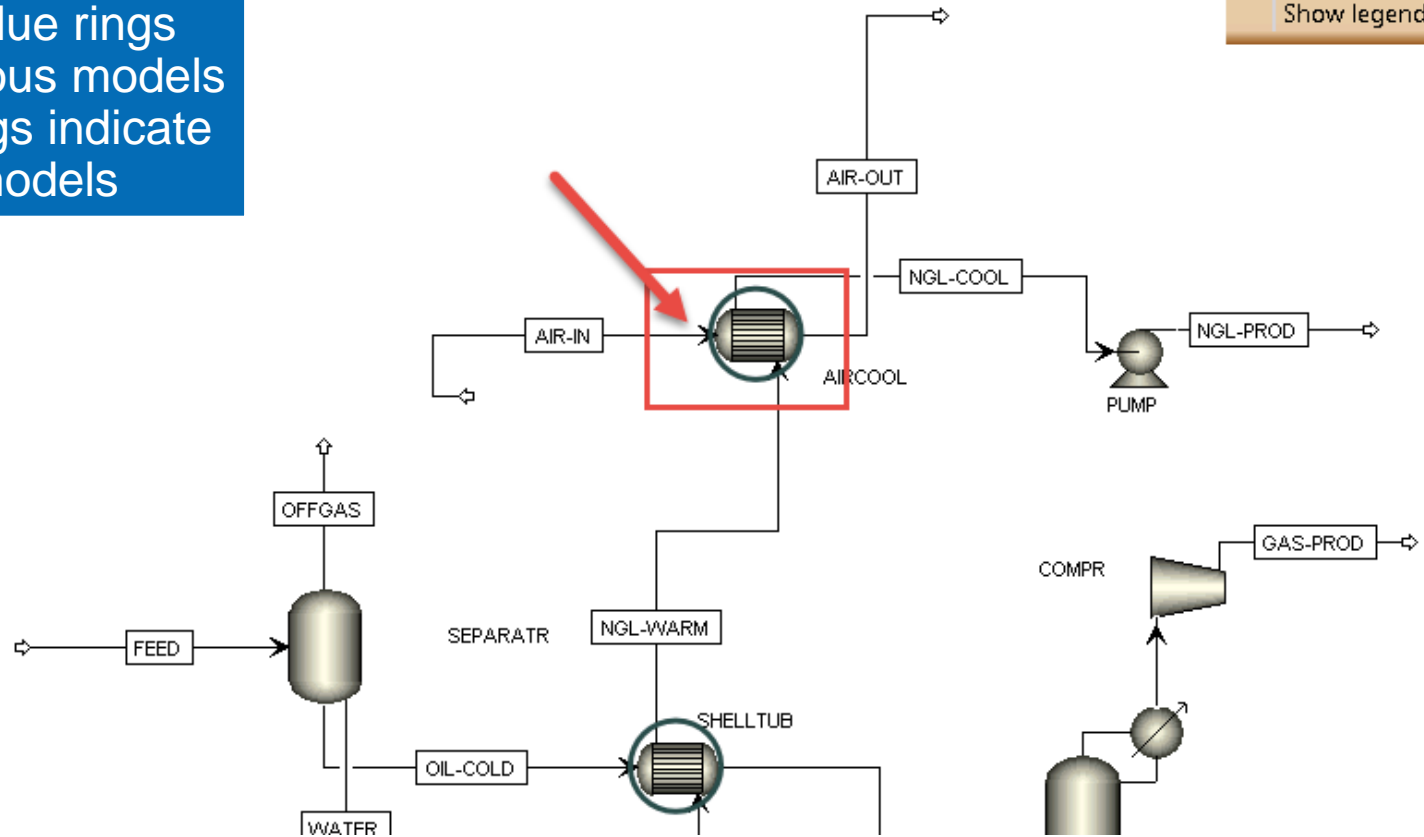 lue rings
ous models
gs indicate
nodels
Show legend
AIR-OUT
NGL-COOL
AIR-IN
NGL-PROD
AIRCOOL
PUMP
OFFGAS
GAS-PROD
COMPR
FEED
SEPARATR
NGL-WARM
SHELLTUB
OIL-COLD
WATER